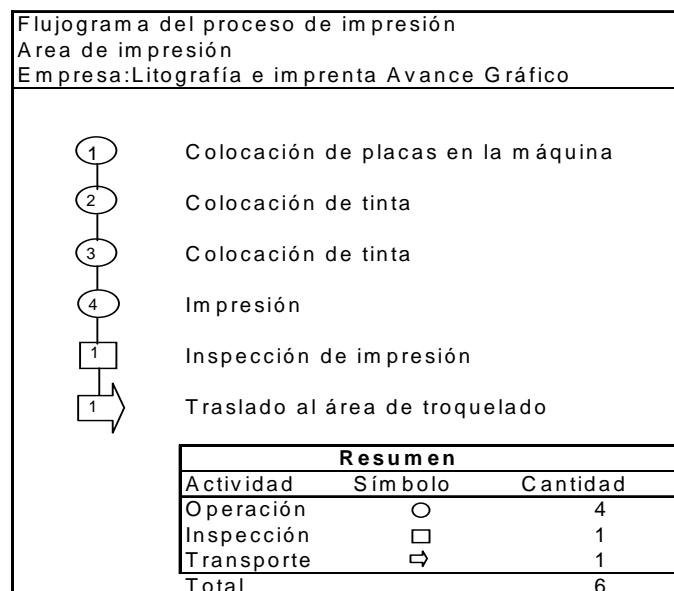 Flujograma del proceso de impresión
Area de impresión
Empresa:Litografía e imprenta Avance Gráfico
1 Colocación de placas en la máquina
2 Colocación de tinta
3 Colocación de tinta
4 Impresión
1 Inspección de impresión
1 Traslado al área de troquelado
Resumen
Actividad Símbolo Cantidad
Operación 4
Inspección 1
Transporte 1
Total 6